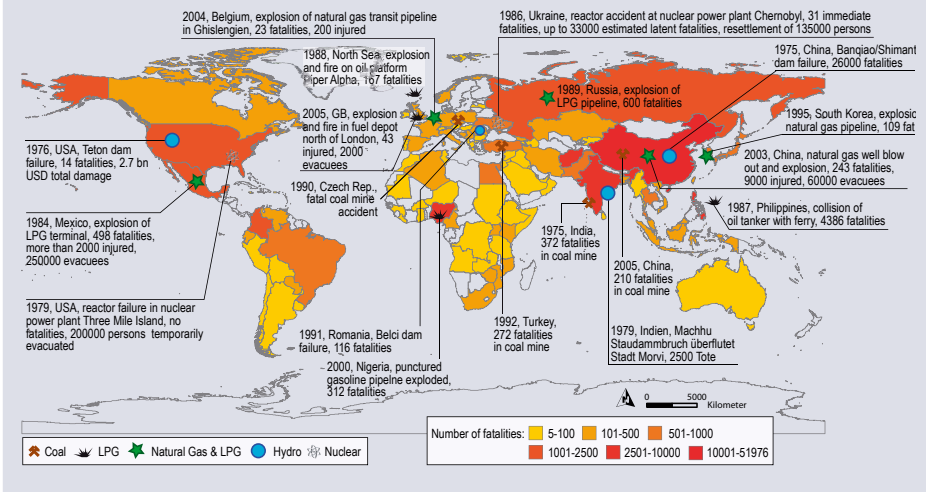 2004, Belgium, explosion of natural gas transit pipeline
in Ghislengien, 23 fatalities, 200 injured
1986, Ukraine, reactor accident at nuclear power plant Chernobyl, 31 immediate
fatalities, up to 33000 estimated latent fatalities, resettlement of 135000 persons
1988, North Sea, explosion
and fire on oil platform
Piper Alpha, 167 fatalities
1975, China, Banqiao/Shimant
dam failure, 26000 fatalities
1989, Russia, explosion of
LPG pipeline, 600 fatalities
2005, GB, explosion
and fire in fuel depot
north of London, 43
injured, 2000
evacuees
1995, South Korea, explosic
natural gas pipeline, 109 fat
1976, USA, Teton dam
failure, 14 fatalities, 2.7 bn
USD total damage
1990, Czech Rep.,
fatal coal mine
accident
2003, China, natural gas well blow
out and explosion, 243 fatalities,
9000 injured, 60000 evacuees
1984, Mexico, explosion of
LPG terminal, 498 fatalities,
more than 2000 injured,
250000 evacuees
1987, Philippines, collision of
oil tanker with ferry, 4386 fatalities
1975, India,
372 fatalities
in coal mine
2005, China,
210 fatalities
in coal mine
1979, USA, reactor failure in nuclear
power plant Three Mile Island, no
fatalities, 200000 persons temporarily
evacuated
1991, Romania, Belci dam
failure, 116 fatalities
1992, Turkey,
272 fatalities
in coal mine
1979, Indien, Machhu
Staudammbruch überflutet
Stadt Morvi, 2500 Tote
2000, Nigeria, punctured
gasoline pipelne exploded,
312 fatalities
0 5000
Kilometer
Number of fatalities: 5-100 101-500 501-1000
1001-2500 2501-10000 10001-51976
Coal LPG Natural Gas & LPG Hydro Nuclear